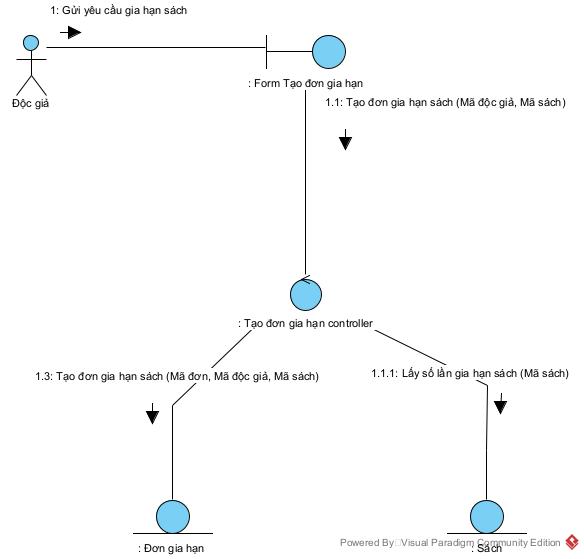 1: Gửi yêu cầu gia hạn sách
Độc giả
: Form Tạo đơn gia hạn
1.1: Tạo đơn gia hạn sách (Mã độc giả, Mã sách)
: Tạo đơn gia hạn controller
1.3: Tạo đơn gia hạn sách (Mã đơn, Mã độc giả, Mã sách)
1.1.1: Lấy số lần gia hạn sách (Mã sách)
: Đơn gia hạn
: Sách
Powered By Visual Paradigm Community Edition